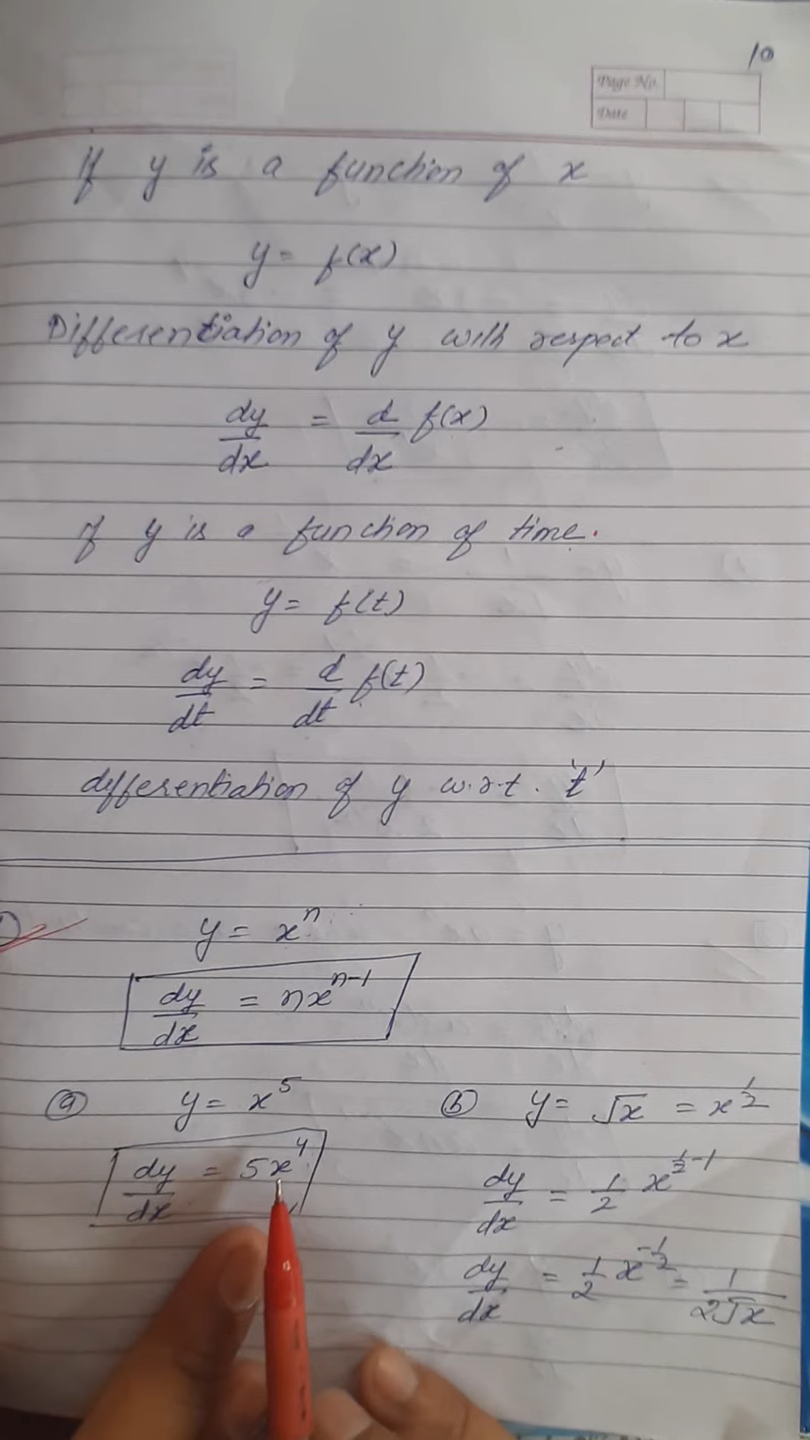 10
Page No.
Date
If y is a function of x
y = f(x)
Differentiation of y with respect to x
dy/dx = d/dx f(x)
If y is a function of time.
y = f(t)
dy/dt = d/dt f(t)
differentiation of y w.r.t. 't'
y = x^n
dy/dx = nx^(n-1)
(a) y = x^5
dy/dx = 5x^4
(b) y = √x = x^(1/2)
dy/dx = 1/2 x^(1/2-1)
dy/dx = 1/2 x^(-1/2) = 1/(2√x)